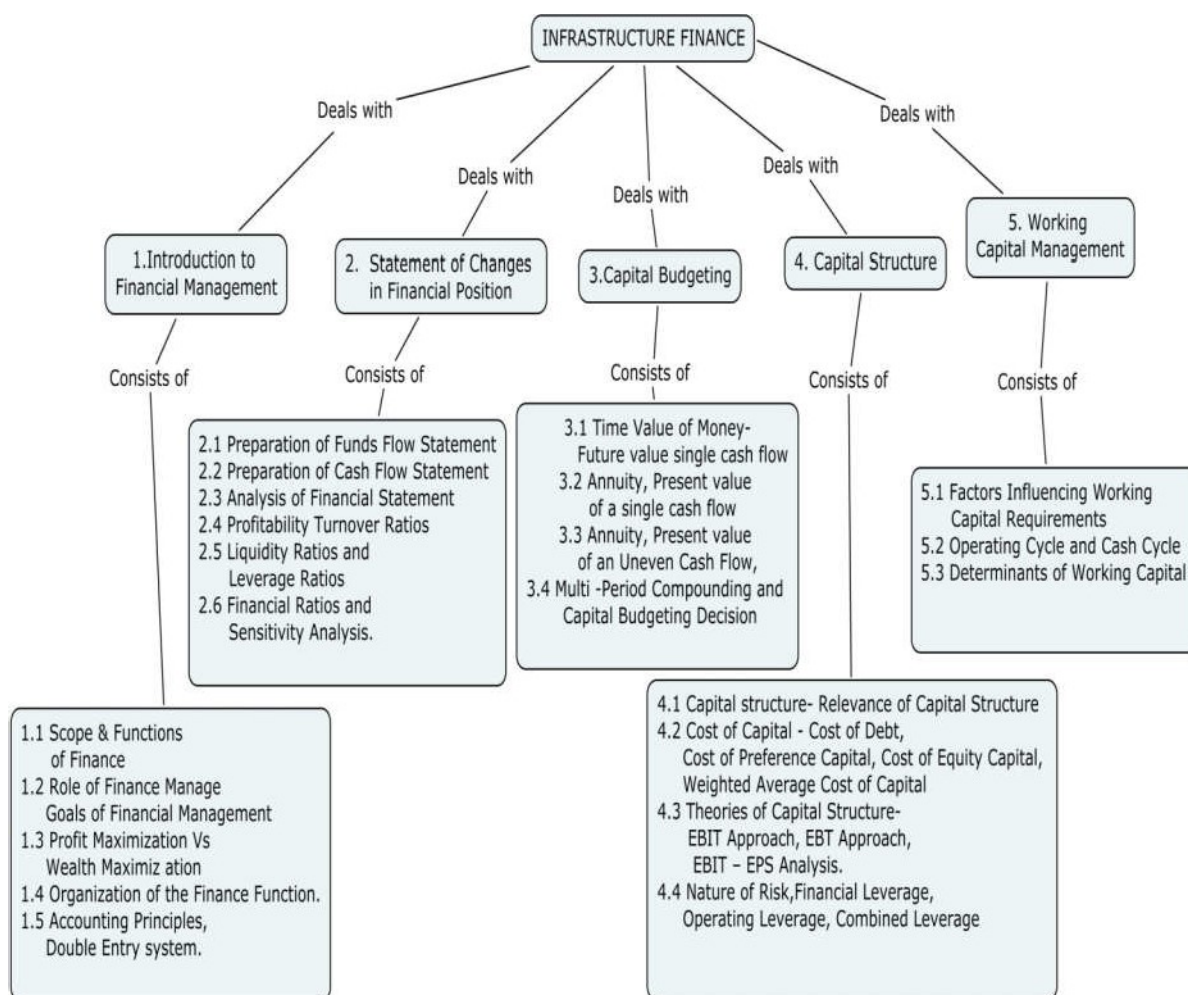 INFRASTRUCTURE FINANCE
Deals with
Deals with
Deals with
Deals with
Deals with
1.Introduction to
Financial Management
2. Statement of Changes
in Financial Position
3.Capital Budgeting
4. Capital Structure
5. Working
Capital Management
Consists of
Consists of
Consists of
Consists of
Consists of
1.1 Scope & Functions
of Finance
1.2 Role of Finance Manage
Goals of Financial Management
1.3 Profit Maximization Vs
Wealth Maximiz ation
1.4 Organization of the Finance Function.
1.5 Accounting Principles,
Double Entry system.
2.1 Preparation of Funds Flow Statement
2.2 Preparation of Cash Flow Statement
2.3 Analysis of Financial Statement
2.4 Profitability Turnover Ratios
2.5 Liquidity Ratios and
Leverage Ratios
2.6 Financial Ratios and
Sensitivity Analysis.
3.1 Time Value of Money-
Future value single cash flow
3.2 Annuity, Present value
of a single cash flow
3.3 Annuity, Present value
of an Uneven Cash Flow,
3.4 Multi -Period Compounding and
Capital Budgeting Decision
4.1 Capital structure- Relevance of Capital Structure
4.2 Cost of Capital - Cost of Debt,
Cost of Preference Capital, Cost of Equity Capital,
Weighted Average Cost of Capital
4.3 Theories of Capital Structure-
EBIT Approach, EBT Approach,
EBIT – EPS Analysis.
4.4 Nature of Risk,Financial Leverage,
Operating Leverage, Combined Leverage
5.1 Factors Influencing Working
Capital Requirements
5.2 Operating Cycle and Cash Cycle
5.3 Determinants of Working Capital